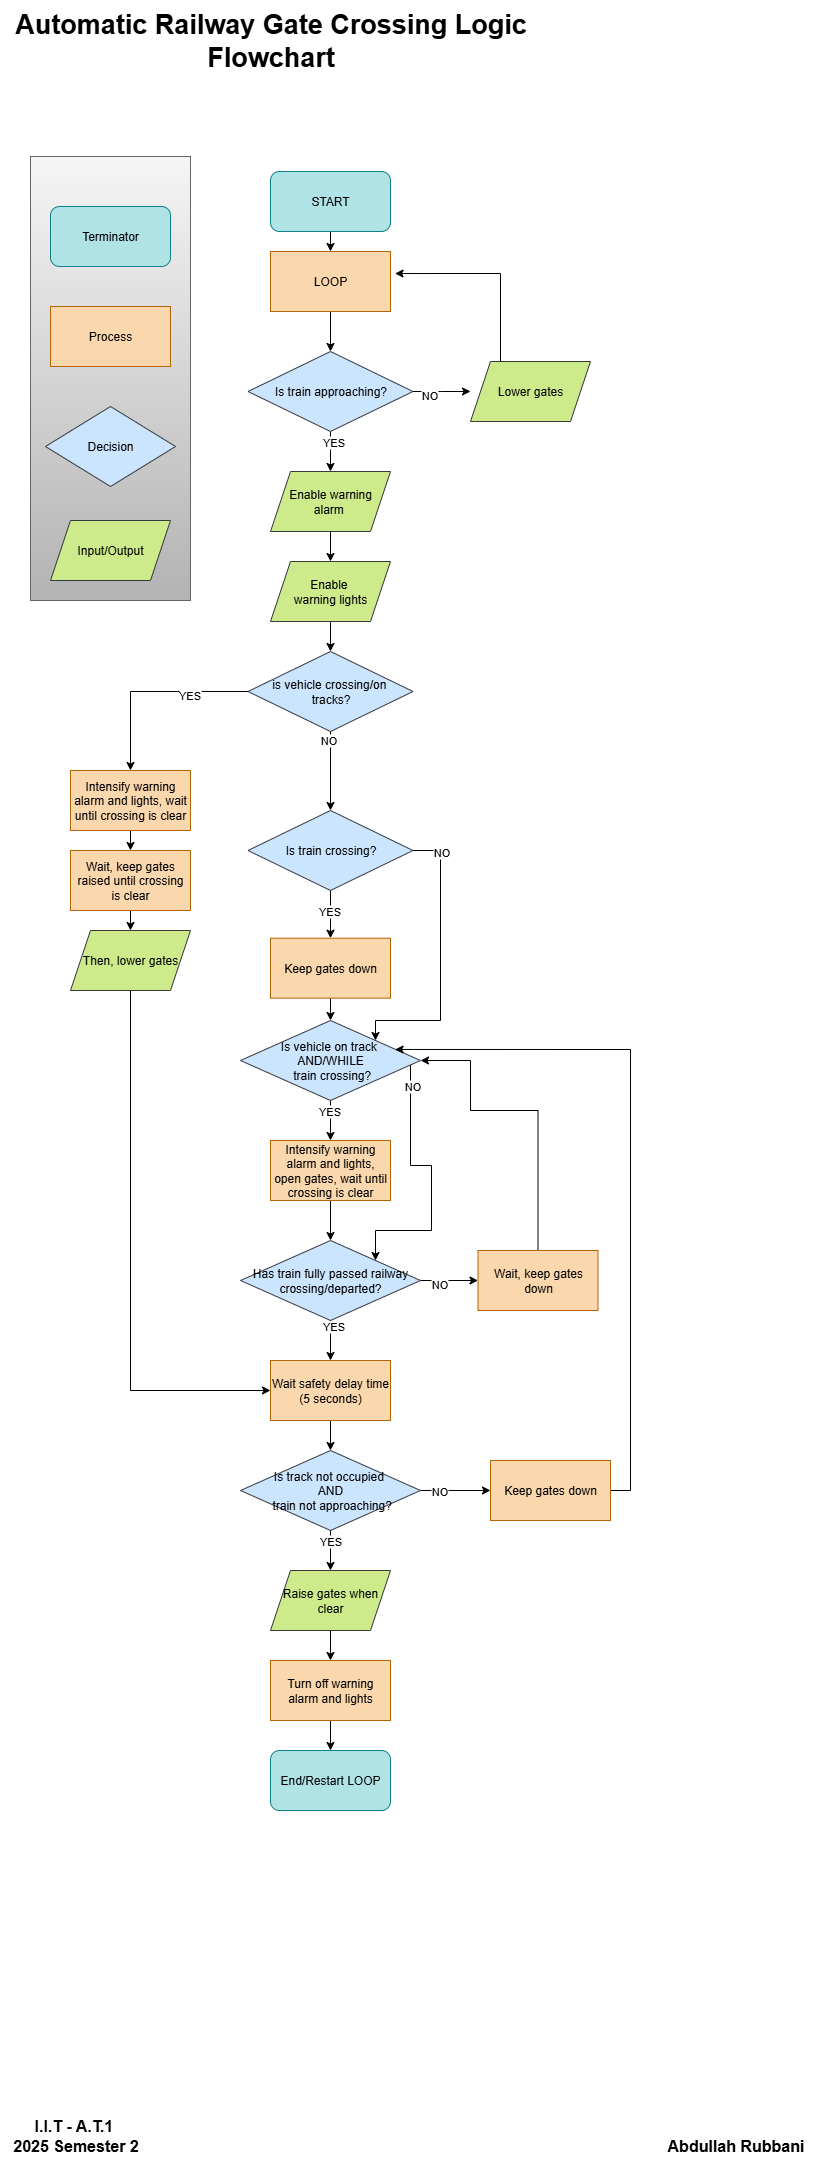 Automatic Railway Gate Crossing Logic
Flowchart
Terminator
Process
Decision
Input/Output
START
LOOP
Is train approaching?
NO
Lower gates
YES
Enable warning
alarm
Enable
warning lights
is vehicle crossing/on
tracks?
YES
NO
Intensify warning
alarm and lights, wait
until crossing is clear
Wait, keep gates
raised until crossing
is clear
Then, lower gates
Is train crossing?
NO
YES
Keep gates down
Is vehicle on track
AND/WHILE
train crossing?
NO
YES
Intensify warning
alarm and lights,
open gates, wait until
crossing is clear
Has train fully passed railway
crossing/departed?
NO
Wait, keep gates
down
YES
Wait safety delay time
(5 seconds)
Is track not occupied
AND
train not approaching?
NO
Keep gates down
YES
Raise gates when
clear
Turn off warning
alarm and lights
End/Restart LOOP
I.I.T - A.T.1
2025 Semester 2
Abdullah Rubbani